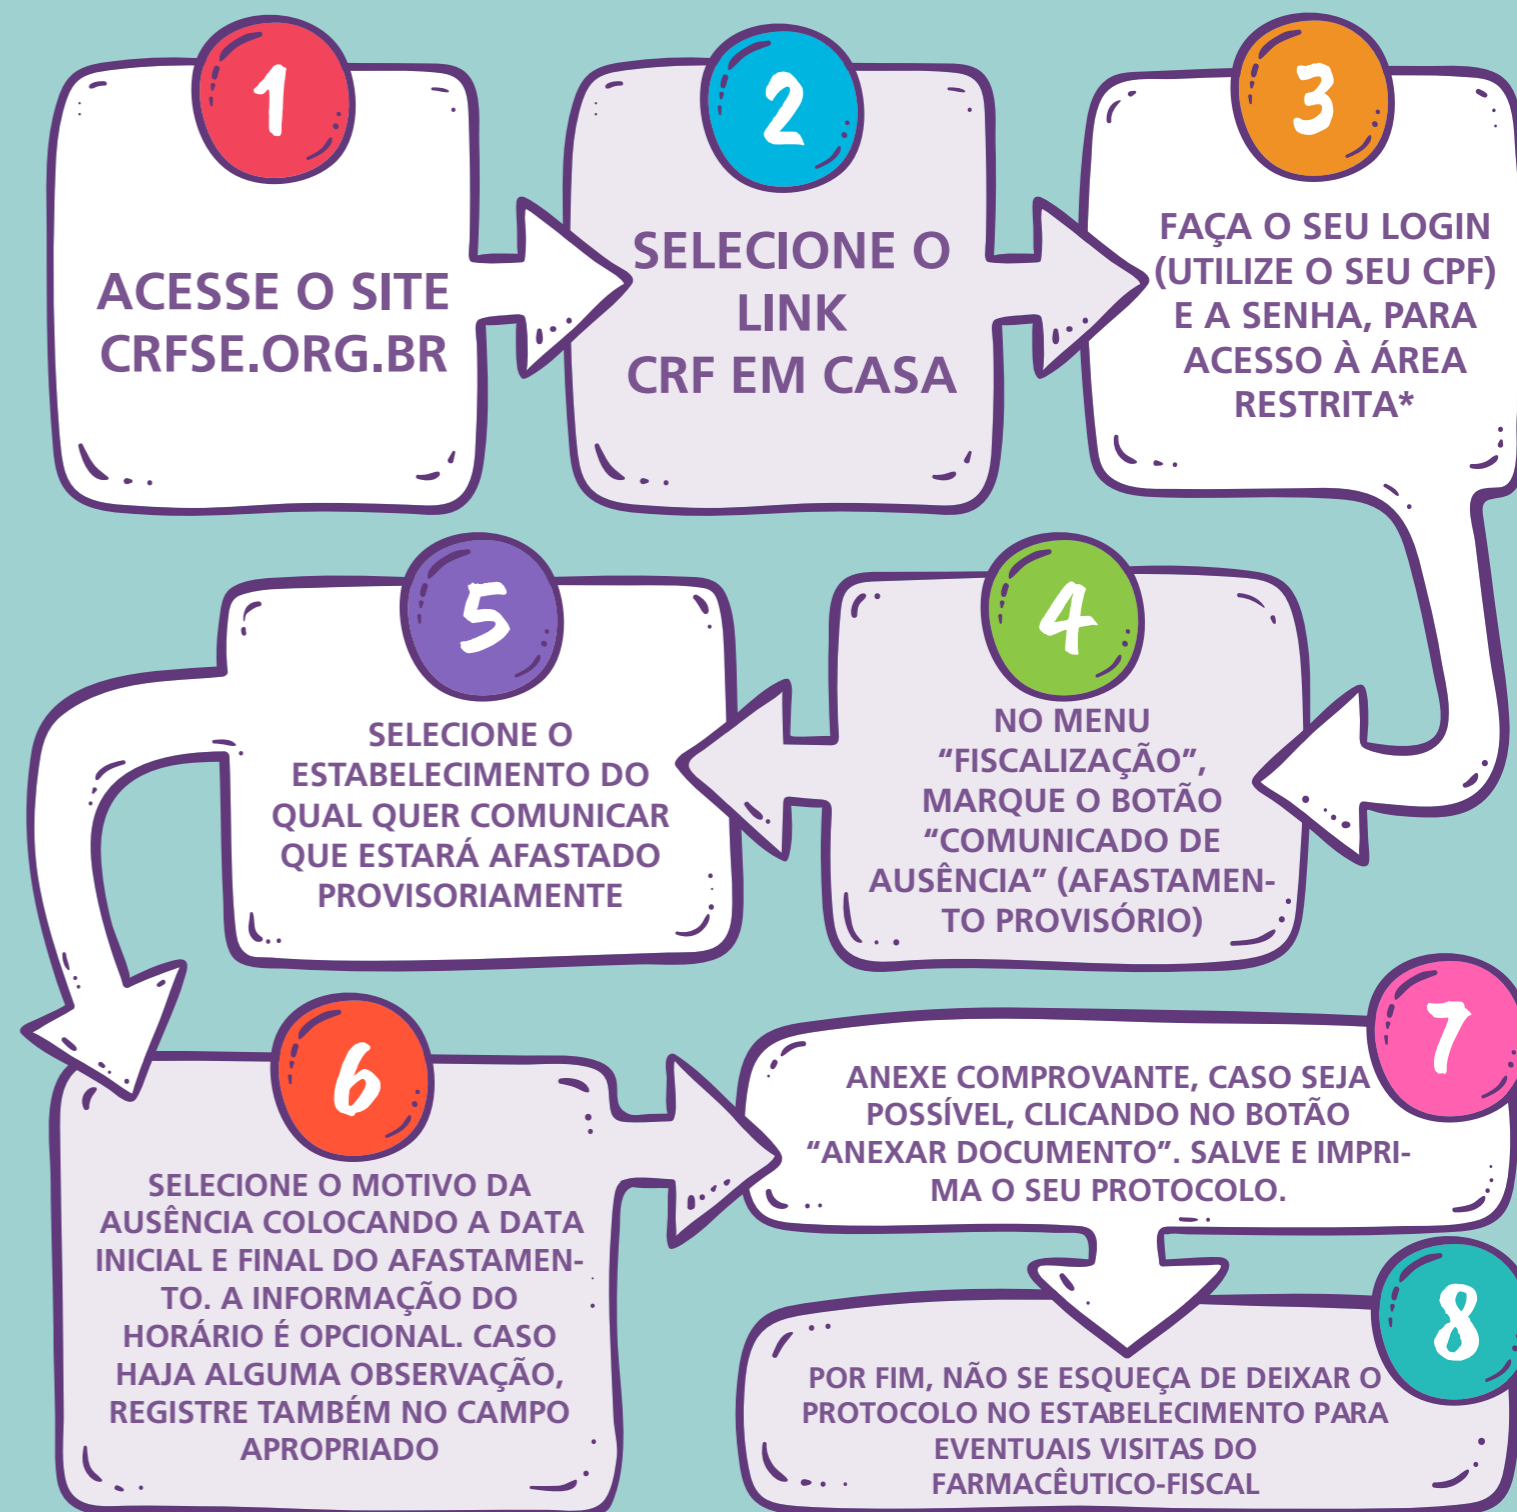 1
ACESSE O SITE
CRFSE.ORG.BR
2
SELECIONE O
LINK
CRF EM CASA
3
FAÇA O SEU LOGIN
(UTILIZE O SEU CPF)
E A SENHA, PARA
ACESSO À ÁREA
RESTRITA*
4
NO MENU
“FISCALIZAÇÃO”,
MARQUE O BOTÃO
“COMUNICADO DE
AUSÊNCIA” (AFASTAMEN-
TO PROVISÓRIO)
5
SELECIONE O
ESTABELECIMENTO DO
QUAL QUER COMUNICAR
QUE ESTARÁ AFASTADO
PROVISORIAMENTE
6
SELECIONE O MOTIVO DA
AUSÊNCIA COLOCANDO A DATA
INICIAL E FINAL DO AFASTAMEN-
TO. A INFORMAÇÃO DO
HORÁRIO É OPCIONAL. CASO
HAJA ALGUMA OBSERVAÇÃO,
REGISTRE TAMBÉM NO CAMPO
APROPRIADO
7
ANEXE COMPROVANTE, CASO SEJA
POSSÍVEL, CLICANDO NO BOTÃO
“ANEXAR DOCUMENTO”. SALVE E IMPRI-
MA O SEU PROTOCOLO.
8
POR FIM, NÃO SE ESQUEÇA DE DEIXAR O
PROTOCOLO NO ESTABELECIMENTO PARA
EVENTUAIS VISITAS DO
FARMACÊUTICO-FISCAL